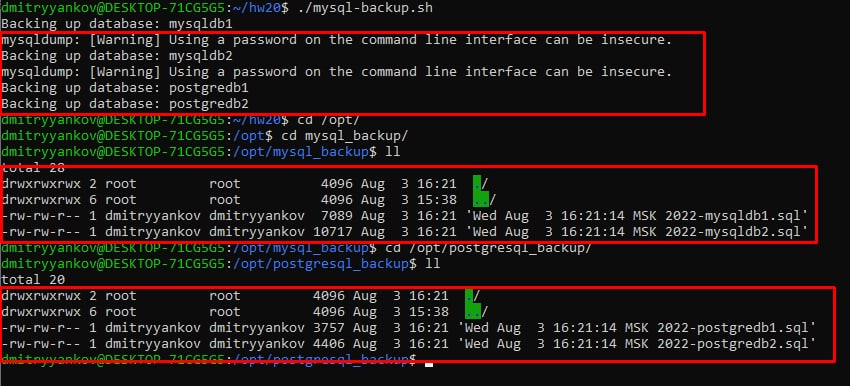 dmitryyankov@DESKTOP-71CG5G5:~/hw20$ ./mysql-backup.sh
Backing up database: mysqldb1
mysqldump: [Warning] Using a password on the command line interface can be insecure.
Backing up database: mysqldb2
mysqldump: [Warning] Using a password on the command line interface can be insecure.
Backing up database: postgredb1
Backing up database: postgredb2
dmitryyankov@DESKTOP-71CG5G5:~/hw20$ cd /opt/
dmitryyankov@DESKTOP-71CG5G5:/opt$ cd mysql_backup/
dmitryyankov@DESKTOP-71CG5G5:/opt/mysql_backup$ ll
total 28
drwxrwxrwx 2 root         root          4096 Aug  3 16:21  ./
drwxrwxrwx 6 root         root          4096 Aug  3 15:38  ../
-rw-rw-r-- 1 dmitryyankov dmitryyankov  7089 Aug  3 16:21 'Wed Aug  3 16:21:14 MSK 2022-mysqldb1.sql'
-rw-rw-r-- 1 dmitryyankov dmitryyankov 10717 Aug  3 16:21 'Wed Aug  3 16:21:14 MSK 2022-mysqldb2.sql'
dmitryyankov@DESKTOP-71CG5G5:/opt/mysql_backup$ cd /opt/postgresql_backup/
dmitryyankov@DESKTOP-71CG5G5:/opt/postgresql_backup$ ll
total 20
drwxrwxrwx 2 root         root         4096 Aug  3 16:21  ./
drwxrwxrwx 6 root         root         4096 Aug  3 15:38  ../
-rw-rw-r-- 1 dmitryyankov dmitryyankov 3757 Aug  3 16:21 'Wed Aug  3 16:21:14 MSK 2022-postgredb1.sql'
-rw-rw-r-- 1 dmitryyankov dmitryyankov 4406 Aug  3 16:21 'Wed Aug  3 16:21:14 MSK 2022-postgredb2.sql'
dmitryyankov@DESKTOP-71CG5G5:/opt/postgresql_backup$